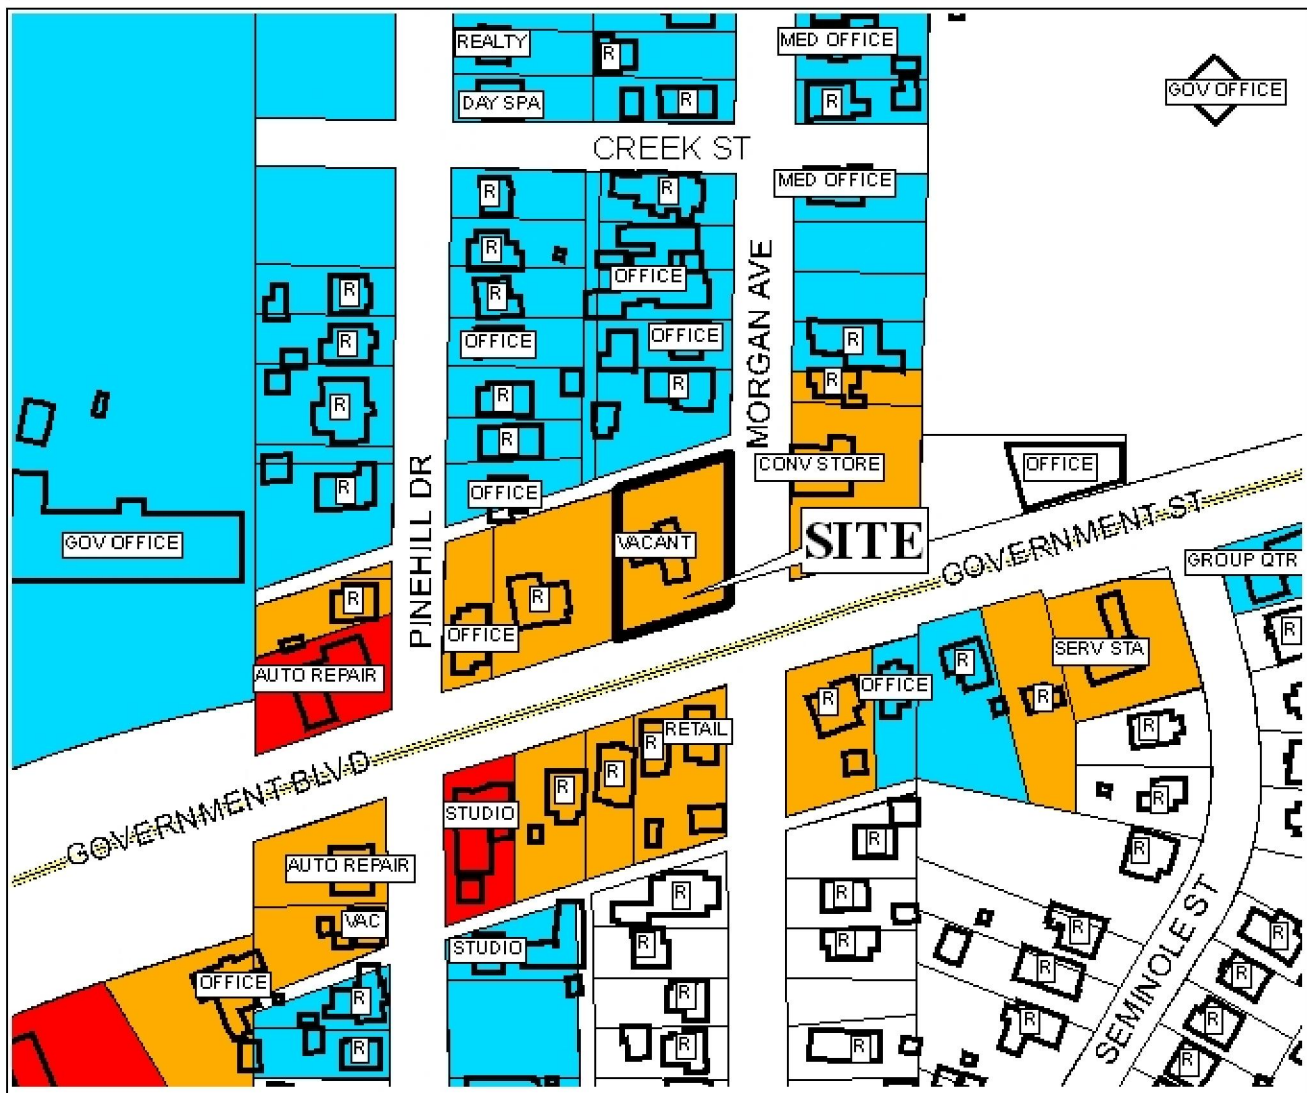 REALTY
R
MED OFFICE
GOV OFFICE
DAY SPA
R
R
CREEK ST
R
R
MED OFFICE
R
OFFICE
MORGAN AVE
R
R
R
OFFICE
OFFICE
R
R
R
R
R
R
CONV STORE
OFFICE
R
PINEHILL DR
OFFICE
SITE
GOVERNMENT ST
GOV OFFICE
VACANT
GROUP QTR
R
R
OFFICE
R
SERV STA
R
AUTO REPAIR
OFFICE
R
R
R
RETAIL
R
R
R
GOVERNMENT BLVD
STUDIO
R
R
AUTO REPAIR
R
R
VAC
R
R
SEMINOLE ST
R
R
R
R
STUDIO
OFFICE
R
R
R
R
R
R
R
R
R
R
R